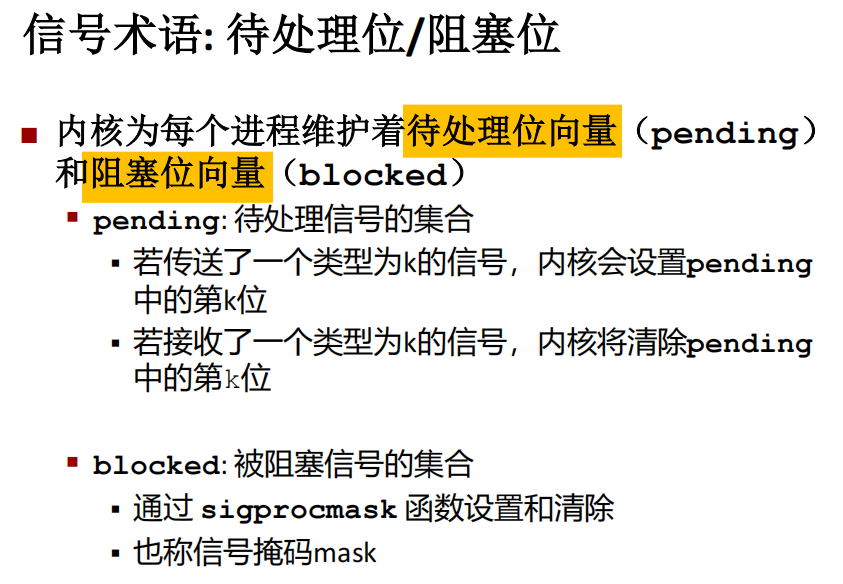 信号术语: 待处理位/阻塞位
内核为每个进程维护着待处理位向量（pending）
和阻塞位向量（blocked）
pending: 待处理信号的集合
若传送了一个类型为k的信号，内核会设置pending
中的第k位
若接收了一个类型为k的信号，内核将清除pending
中的第k位
blocked: 被阻塞信号的集合
通过 sigprocmask 函数设置和清除
也称信号掩码mask